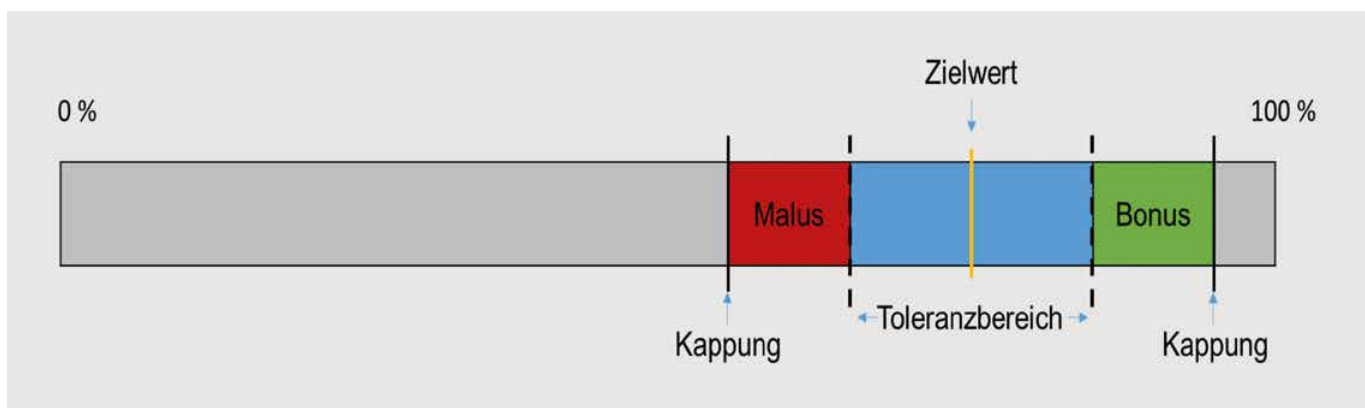 Zielwert
0 %
100 %
Malus
Bonus
Toleranzbereich
Kappung
Kappung